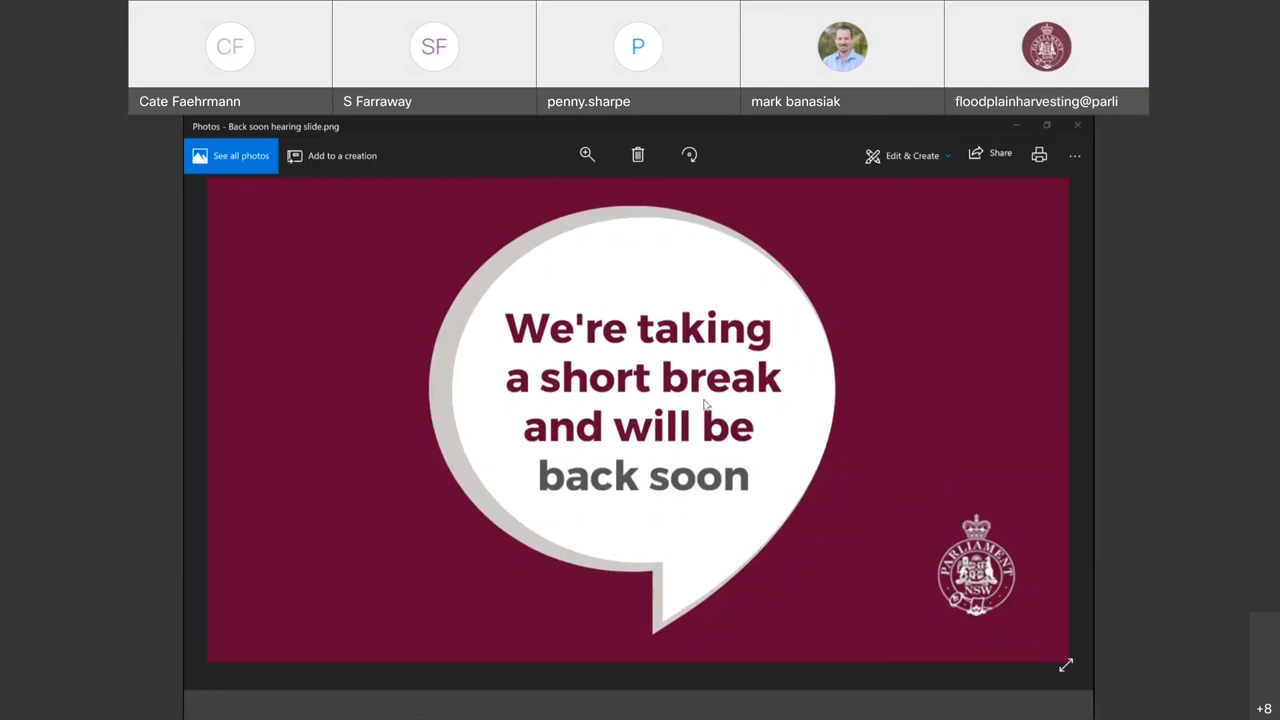 CF
SF
P
Cate Faehrmann
S Farraway
penny.sharpe
mark banasiak
floodplainharvesting@parli
Photos - Back soon hearing slide.png
See all photos
Add to a creation
Edit & Create
Share
We're taking
a short break
and will be
back soon
PARLIAMENT
NSW
+8